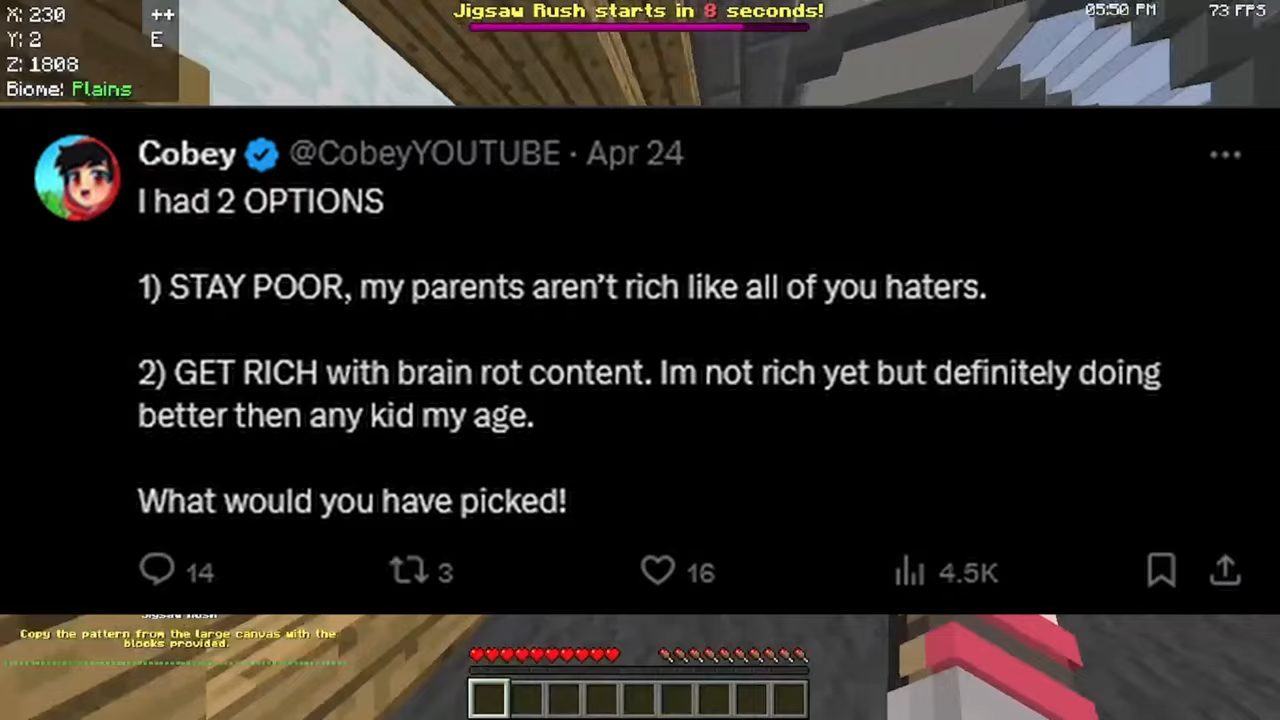 X: 230
++
Y: 2
E
Z: 1808
Biome: Plains
Jigsaw Rush starts in 8 seconds!
05:50 PM
73 FPS
Cobey @CobeyYOUTUBE · Apr 24
I had 2 OPTIONS
1) STAY POOR, my parents aren’t rich like all of you haters.
2) GET RICH with brain rot content. Im not rich yet but definitely doing
better then any kid my age.
What would you have picked!
14
3
16
4.5K
Jigsaw Rush
Copy the pattern from the large canvas with the
blocks provided.